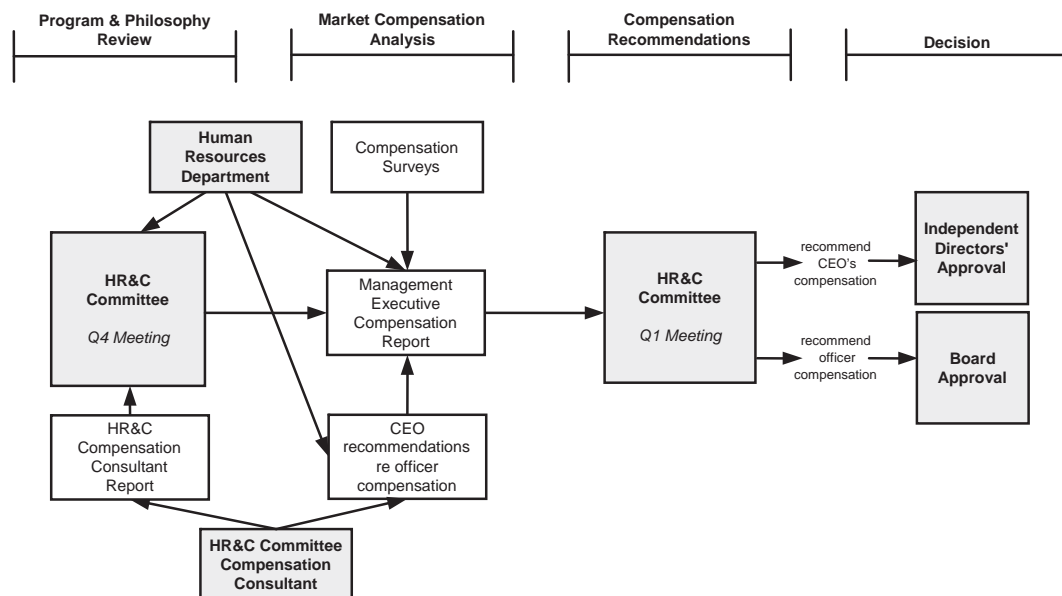 Program & Philosophy
Review
Market Compensation
Analysis
Compensation
Recommendations
Decision
Human
Resources
Department
Compensation
Surveys
HR&C
Committee
Q4 Meeting
Management
Executive
Compensation
Report
HR&C
Committee
Q1 Meeting
recommend
CEO's
compensation
Independent
Directors'
Approval
recommend
officer
compensation
Board
Approval
HR&C
Compensation
Consultant
Report
CEO
recommendations
re officer
compensation
HR&C Committee
Compensation
Consultant